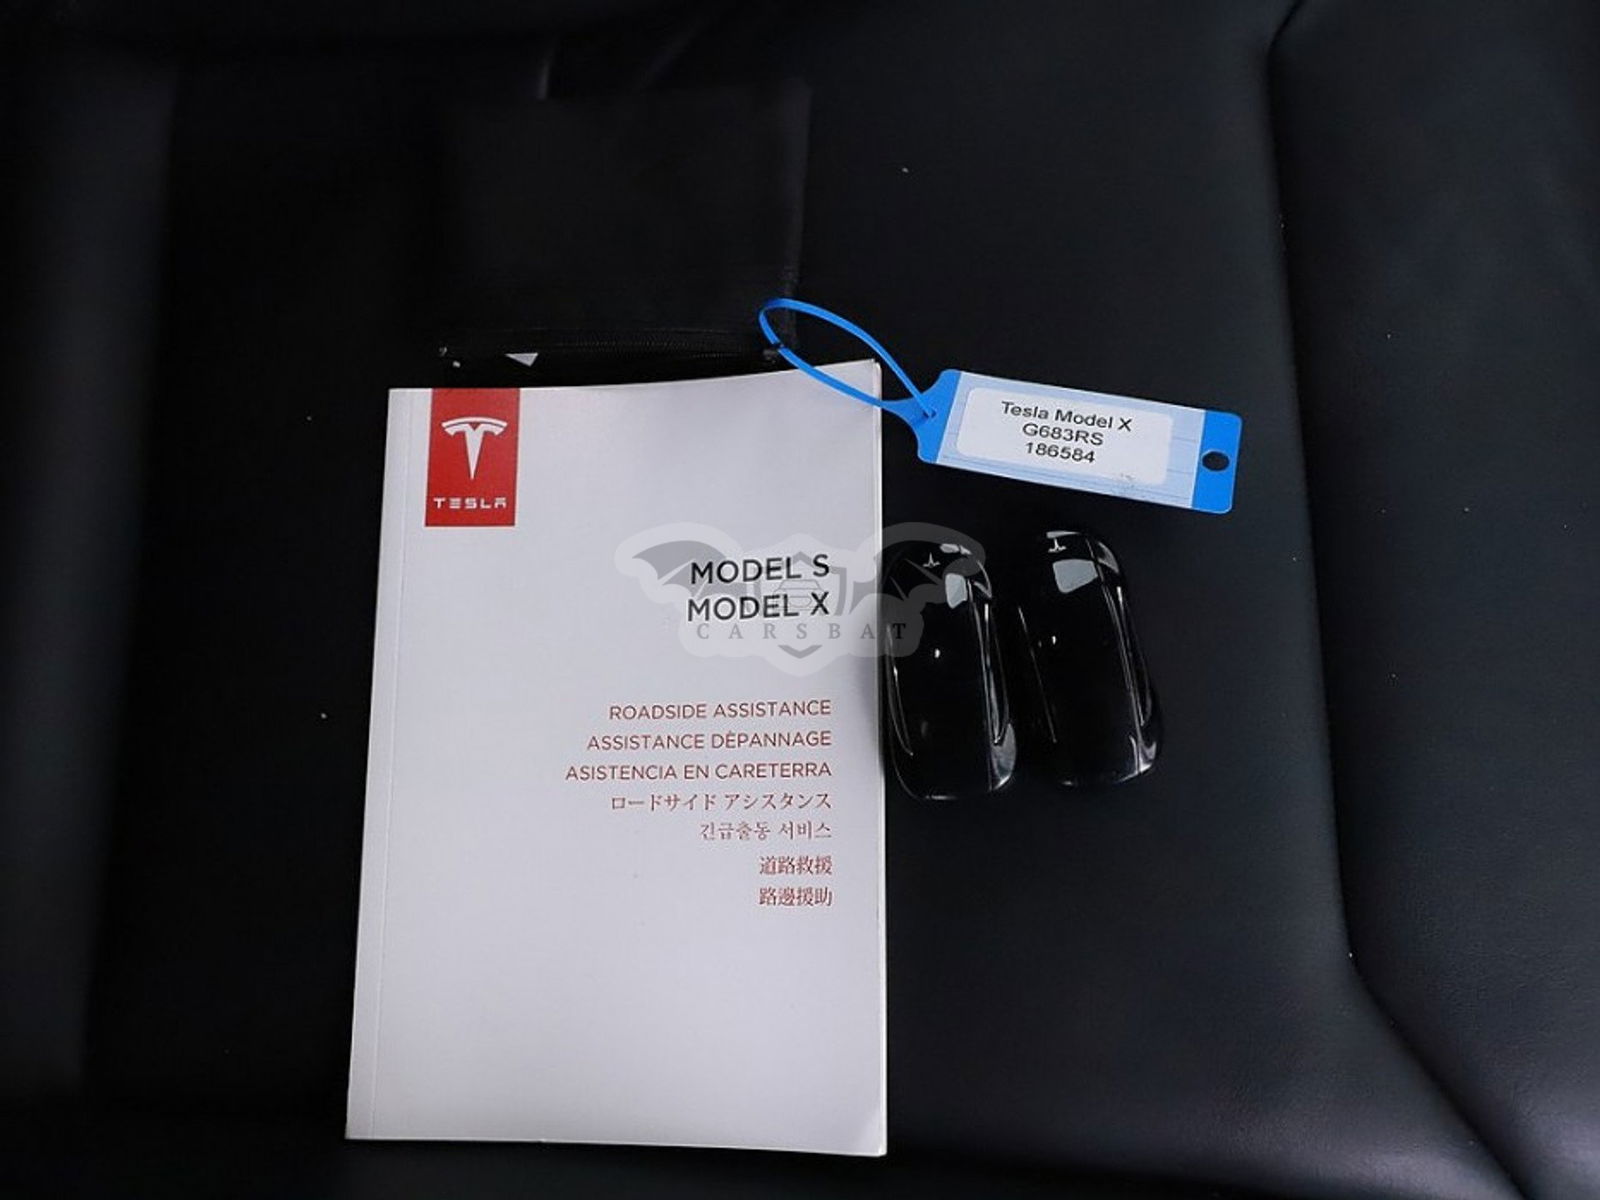 TESLA
MODEL S
MODEL X
ROADSIDE ASSISTANCE
ASSISTANCE DÉPANNAGE
ASISTENCIA EN CARETERRA
ロードサイド アシスタンス
긴급출동 서비스
道路救援
路邊援助
Tesla Model X
G683RS
186584
CARSBAT